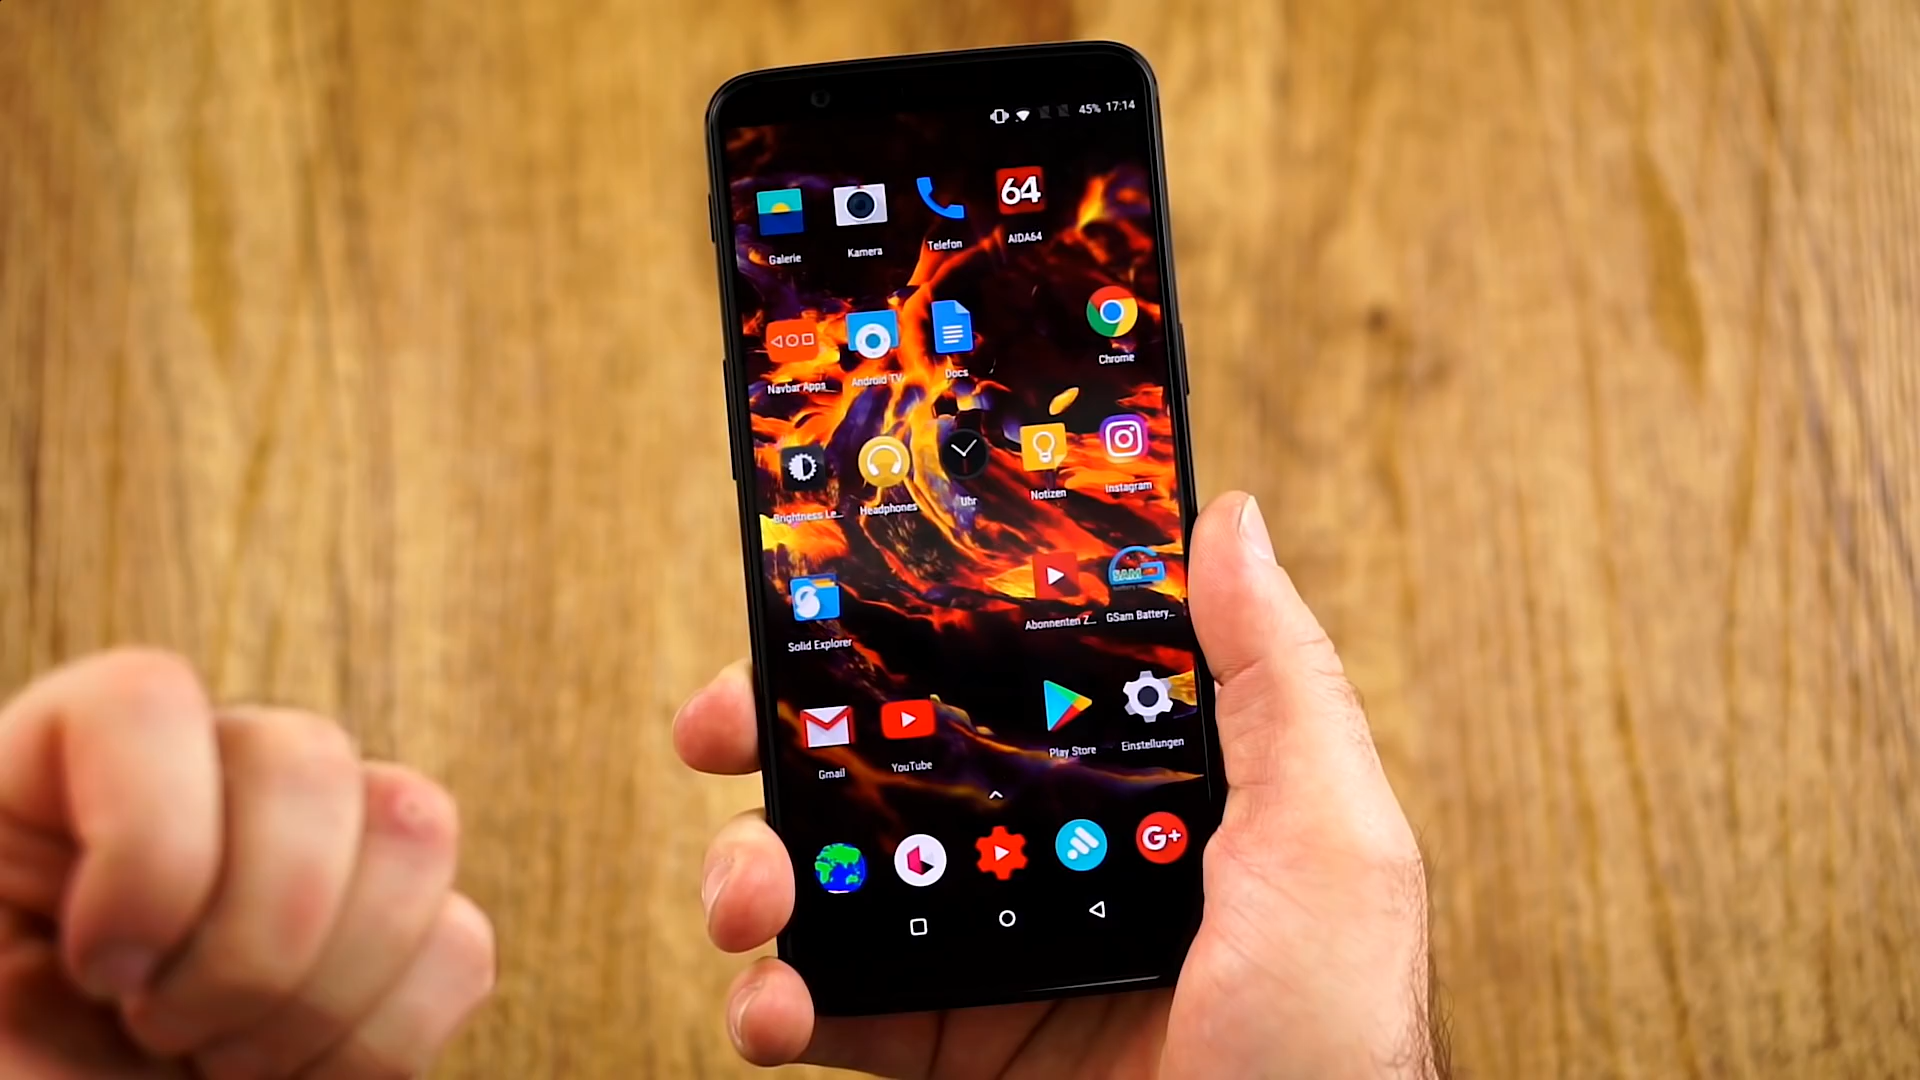 45% 17:14
64
Galerie
Kamera
Telefon
AIDA64
Navbar Apps
Android TV
Docs
Chrome
Brightness Le...
Headphones
Uhr
Notizen
Instagram
SAM
Solid Explorer
Abonnenten Z...
GSam Battery...
Gmail
YouTube
Play Store
Einstellungen
G+